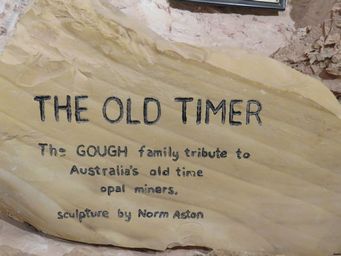 THE OLD TIMER
The GOUGH family tribute to
Australia's old time
opal miners.
sculpture by Norm Aston